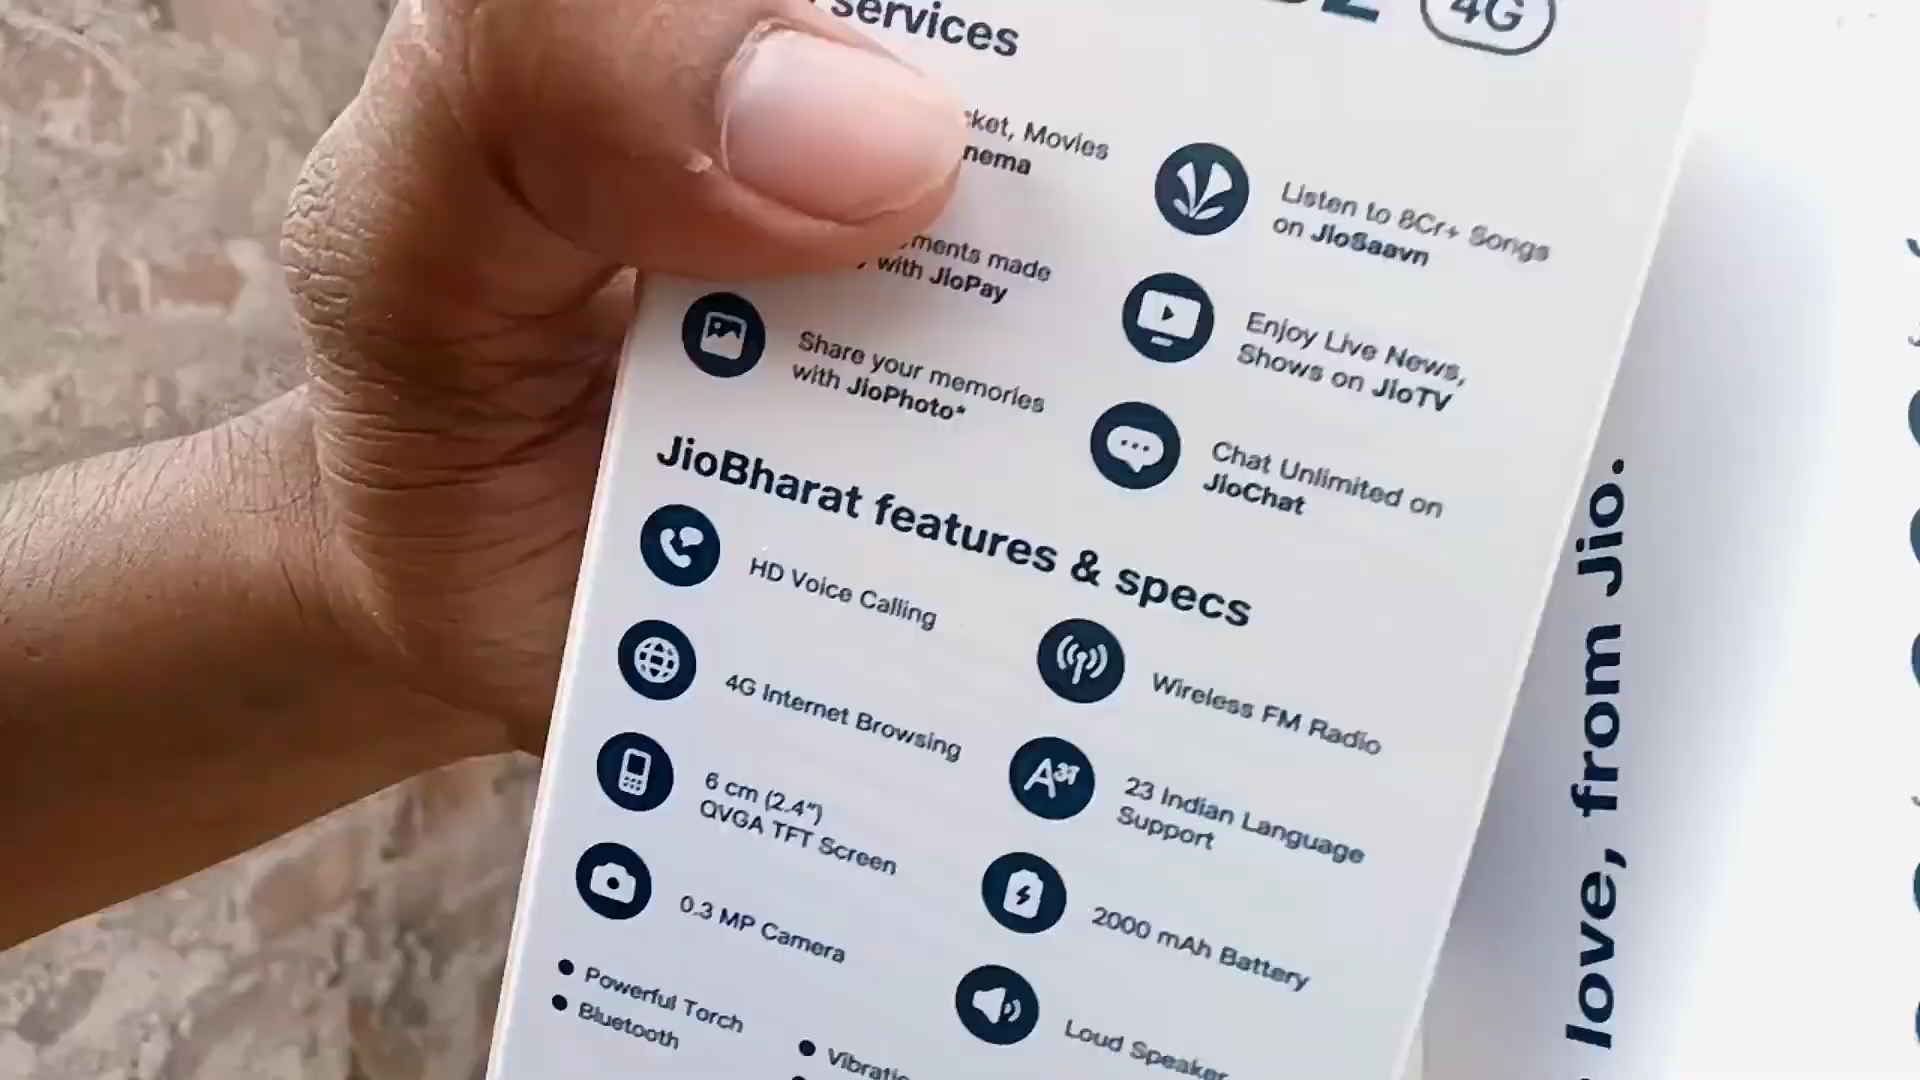 services
4G
Movies
Listen to 8Cr+ Songs
on JioSaavn
made
with JioPay
Enjoy Live News,
Shows on JioTV
Share your memories
with JioPhoto*
Chat Unlimited on
JioChat
JioBharat features & specs
HD Voice Calling
Wireless FM Radio
4G Internet Browsing
23 Indian Language
Support
6 cm (2.4")
QVGA TFT Screen
2000 mAh Battery
0.3 MP Camera
Loud Speaker
Powerful Torch
Bluetooth
love, from Jio.